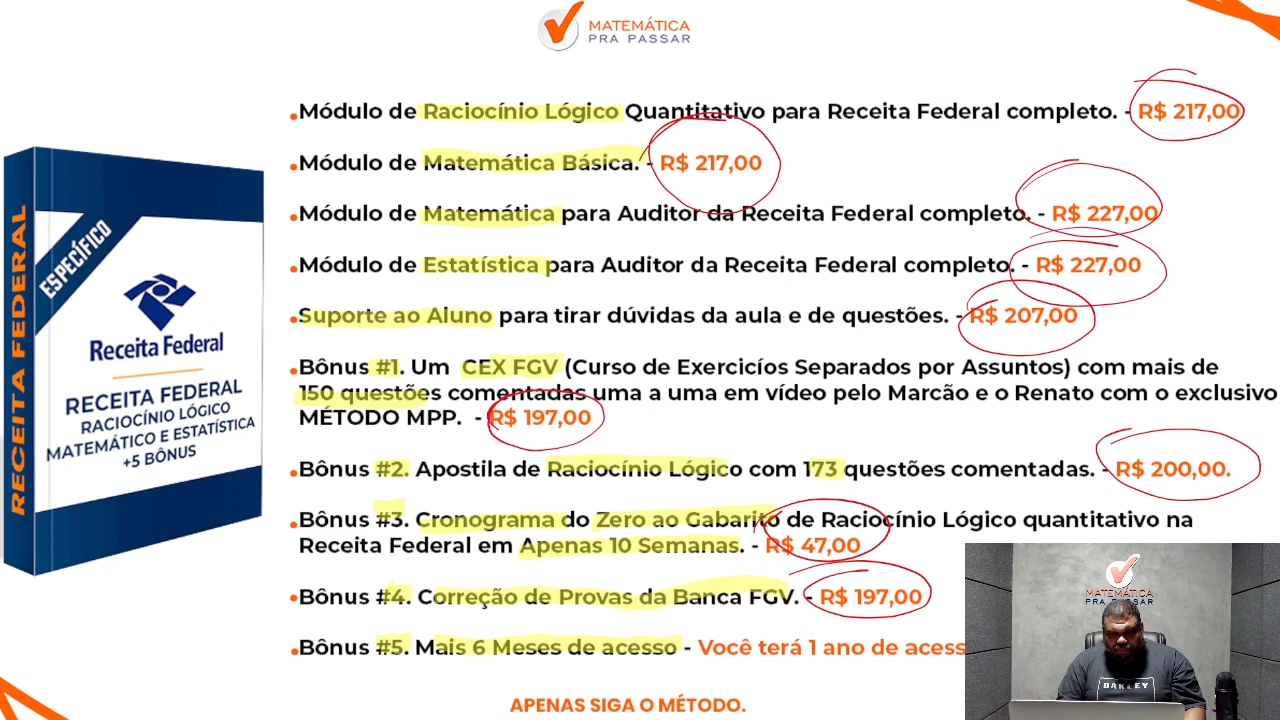 MATEMÁTICA
PRA PASSAR
•Módulo de Raciocínio Lógico Quantitativo para Receita Federal completo. - R$ 217,00
•Módulo de Matemática Básica. - R$ 217,00
•Módulo de Matemática para Auditor da Receita Federal completo. - R$ 227,00
•Módulo de Estatística para Auditor da Receita Federal completo. - R$ 227,00
•Suporte ao Aluno para tirar dúvidas da aula e de questões. - R$ 207,00
•Bônus #1. Um CEX FGV (Curso de Exercicíos Separados por Assuntos) com mais de
150 questões comentadas uma a uma em vídeo pelo Marcão e o Renato com o exclusivo
MÉTODO MPP. - R$ 197,00
•Bônus #2. Apostila de Raciocínio Lógico com 173 questões comentadas. - R$ 200,00.
•Bônus #3. Cronograma do Zero ao Gabarito de Raciocínio Lógico quantitativo na
Receita Federal em Apenas 10 Semanas. - R$ 47,00
•Bônus #4. Correção de Provas da Banca FGV. - R$ 197,00
•Bônus #5. Mais 6 Meses de acesso - Você terá 1 ano de acess
APENAS SIGA O MÉTODO.
RECEITA FEDERAL
ESPECÍFICO
Receita Federal
RECEITA FEDERAL
RACIOCÍNIO LÓGICO
MATEMÁTICO E ESTATÍSTICA
+5 BÔNUS
MATEMÁTICA
PRA PASSAR
OAKLEY